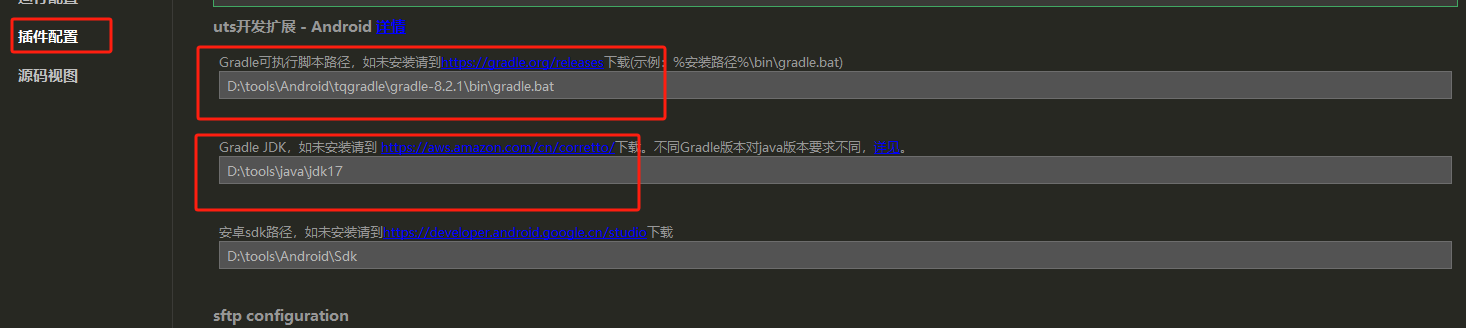 插件配置
源码视图
uts开发扩展 - Android 详情
Gradle可执行脚本路径，如未安装请到https://gradle.org/releases下载(示例：%安装路径%\bin\gradle.bat)
D:\tools\Android\tqgradle\gradle-8.2.1\bin\gradle.bat
Gradle JDK，如未安装请到 https://aws.amazon.com/cn/corretto/下载。不同Gradle版本对java版本要求不同，详见。
D:\tools\java\jdk17
安卓sdk路径，如未安装请到https://developer.android.google.cn/studio下载
D:\tools\Android\Sdk
sftp configuration